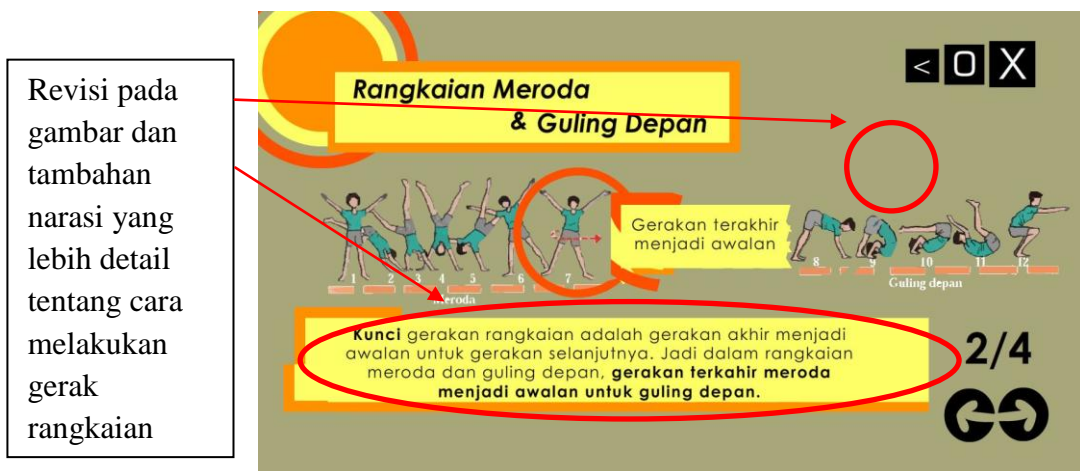 Revisi pada
gambar dan
tambahan
narasi yang
lebih detail
tentang cara
melakukan
gerak
rangkaian
< O X
Rangkaian Meroda
& Guling Depan
Gerakan terakhir
menjadi awalan
1 2 3 4 5 6 7
Meroda
8 9 10 11 12
Guling depan
Kunci gerakan rangkaian adalah gerakan akhir menjadi
awalan untuk gerakan selanjutnya. Jadi dalam rangkaian
meroda dan guling depan, gerakan terkahir meroda
menjadi awalan untuk guling depan.
2/4